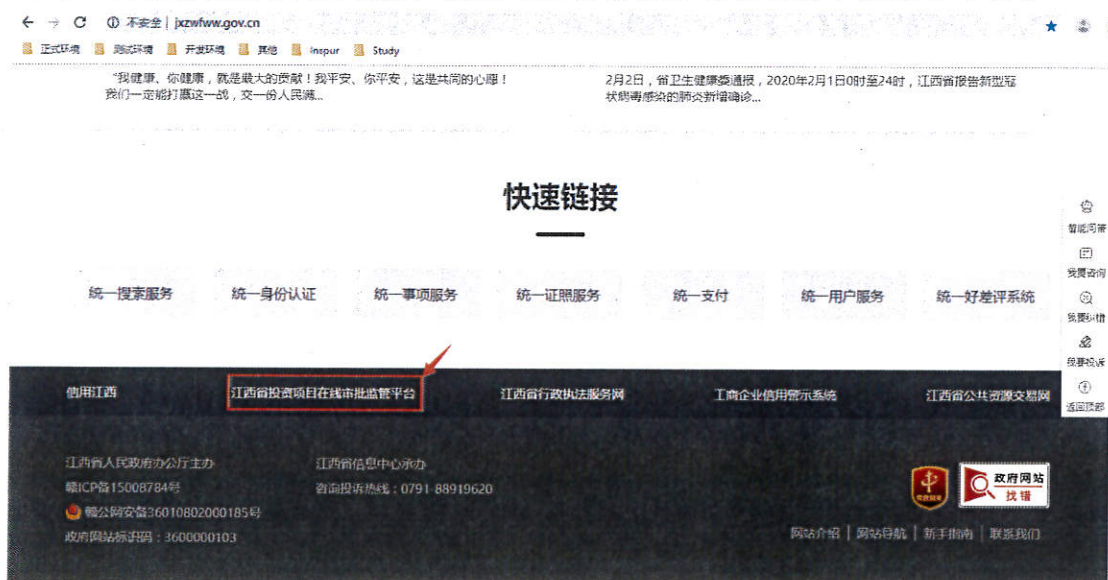 不安全 | jxzwfww.gov.cn
正式环境 测试环境 开发环境 其他 Inspur Study
“我健康、你健康，就是最大的贡献！我平安、你平安，这是共同的心愿！
我们一定能打赢这一战，交一份人民满...
2月2日，省卫生健康委通报，2020年2月1日0时至24时，江西省报告新型冠
状病毒感染的肺炎新增确诊...
快速链接
智能问答
我要咨询
我要纠错
我要投诉
返回顶部
统一搜索服务 统一身份认证 统一事项服务 统一证照服务 统一支付 统一用户服务 统一好差评系统
信用江西 江西省投资项目在线审批监管平台 江西省行政执法服务网 工商企业信用警示系统 江西省公共资源交易网
江西省人民政府办公厅主办 江西省信息中心承办
赣ICP备15008784号 咨询投诉热线：0791-88919620
赣公网安备36010802000185号
政府网站标识码：3600000103
政府网站
找错
网站介绍 | 网站导航 | 新手指南 | 联系我们